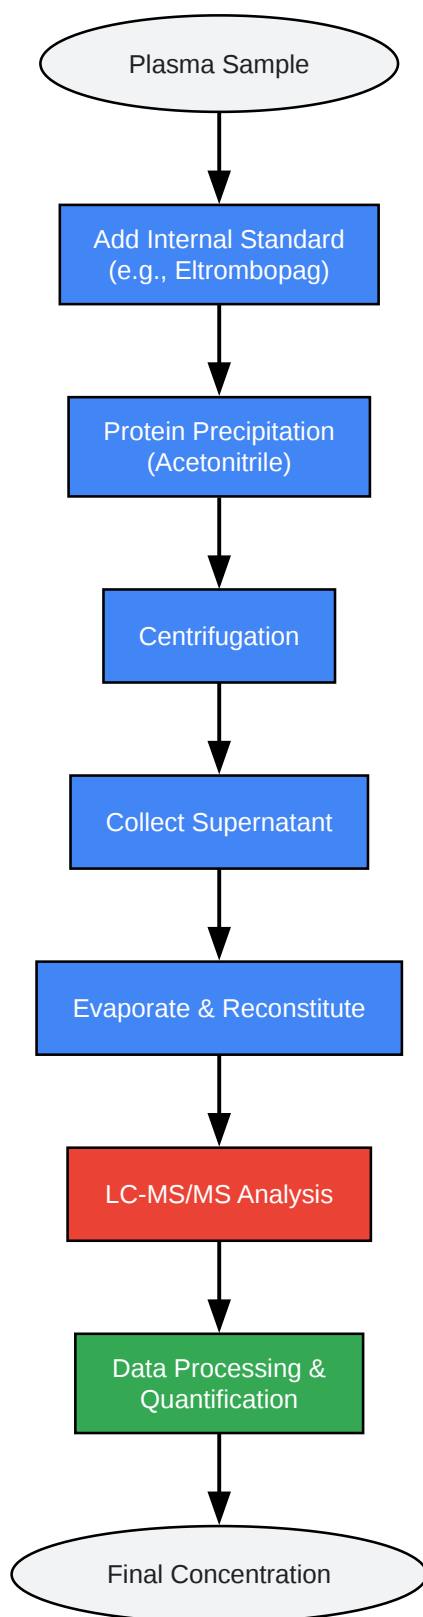 Plasma Sample
Add Internal Standard
(e.g., Eltrombopag)
Protein Precipitation
(Acetonitrile)
Centrifugation
Collect Supernatant
Evaporate & Reconstitute
LC-MS/MS Analysis
Data Processing &
Quantification
Final Concentration